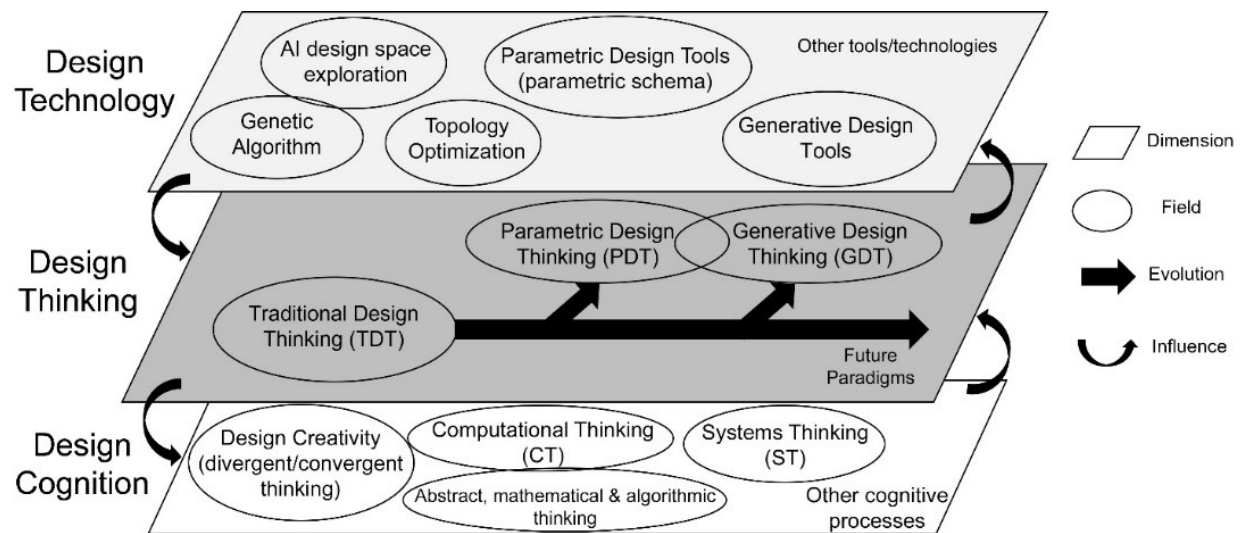 Design
Technology
AI design space
exploration
Parametric Design Tools
(parametric schema)
Other tools/technologies
Genetic
Algorithm
Topology
Optimization
Generative Design
Tools
Design
Thinking
Parametric Design
Thinking (PDT)
Generative Design
Thinking (GDT)
Traditional Design
Thinking (TDT)
Future
Paradigms
Design
Cognition
Design Creativity
(divergent/convergent
thinking)
Computational Thinking
(CT)
Systems Thinking
(ST)
Abstract, mathematical & algorithmic
thinking
Other cognitive
processes
Dimension
Field
Evolution
Influence